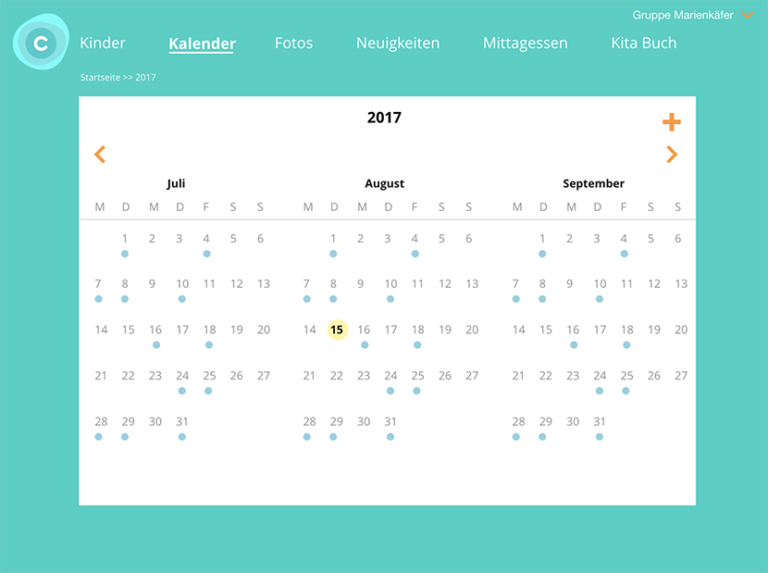 Gruppe Marienkäfer
C
Kinder Kalender Fotos Neuigkeiten Mittagessen Kita Buch
Startseite >> 2017
2017
Juli August September
M D M D F S S M D M D F S S M D M D F S S
1 2 3 4 5 6 1 2 3 4 5 6 1 2 3 4 5 6
7 8 9 10 11 12 13 7 8 9 10 11 12 13 7 8 9 10 11 12 13
14 15 16 17 18 19 20 14 15 16 17 18 19 20 14 15 16 17 18 19 20
21 22 23 24 25 26 27 21 22 23 24 25 26 27 21 22 23 24 25 26 27
28 29 30 31 28 29 30 31 28 29 30 31